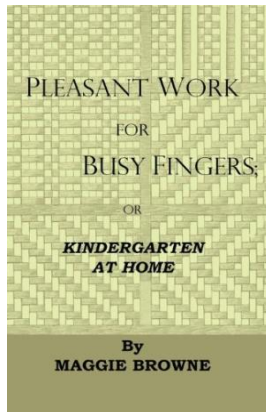 PLEASANT WORK
FOR
BUSY FINGERS;
OR
KINDERGARTEN
AT HOME
By
MAGGIE BROWNE